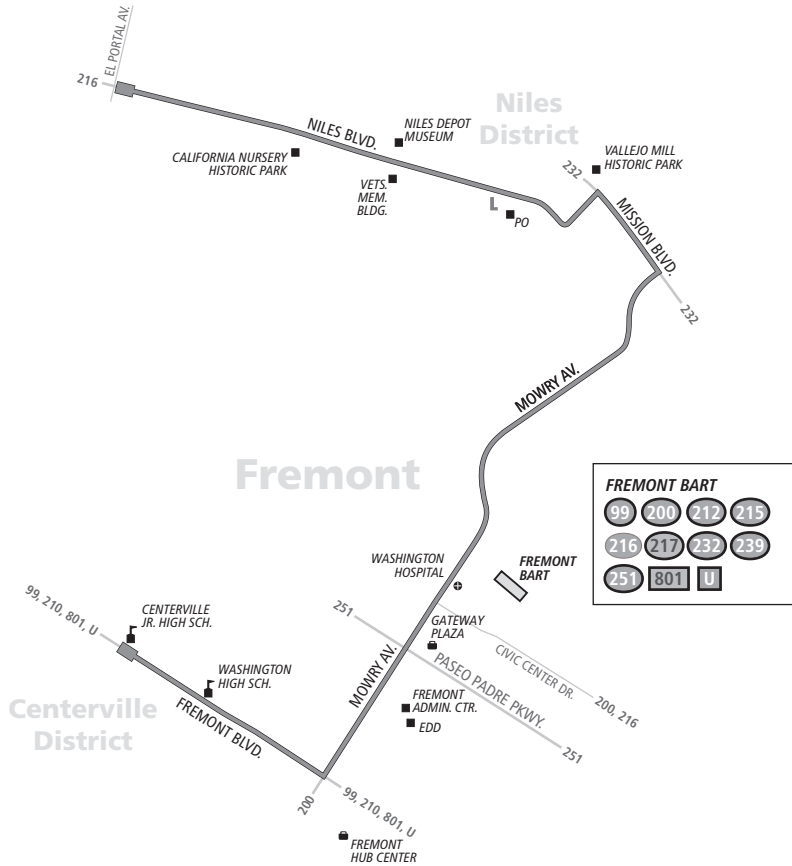 EL PORTAL AV.
216
Niles
District
NILES BLVD.
NILES DEPOT
MUSEUM
CALIFORNIA NURSERY
HISTORIC PARK
VETS.
MEM.
BLDG.
L
PO
VALLEJO MILL
HISTORIC PARK
232
MISSION BLVD.
232
MOWRY AV.
Fremont
FREMONT BART
99 200 212 215
216 217 232 239
251 801 U
WASHINGTON
HOSPITAL
FREMONT
BART
251
GATEWAY
PLAZA
CIVIC CENTER DR.
200, 216
PASEO PADRE PKWY.
251
MOWRY AV.
FREMONT
ADMIN. CTR.
EDD
99, 210, 801, U
CENTERVILLE
JR. HIGH SCH.
WASHINGTON
HIGH SCH.
Centerville
District
FREMONT BLVD.
200
99, 210, 801, U
FREMONT
HUB CENTER